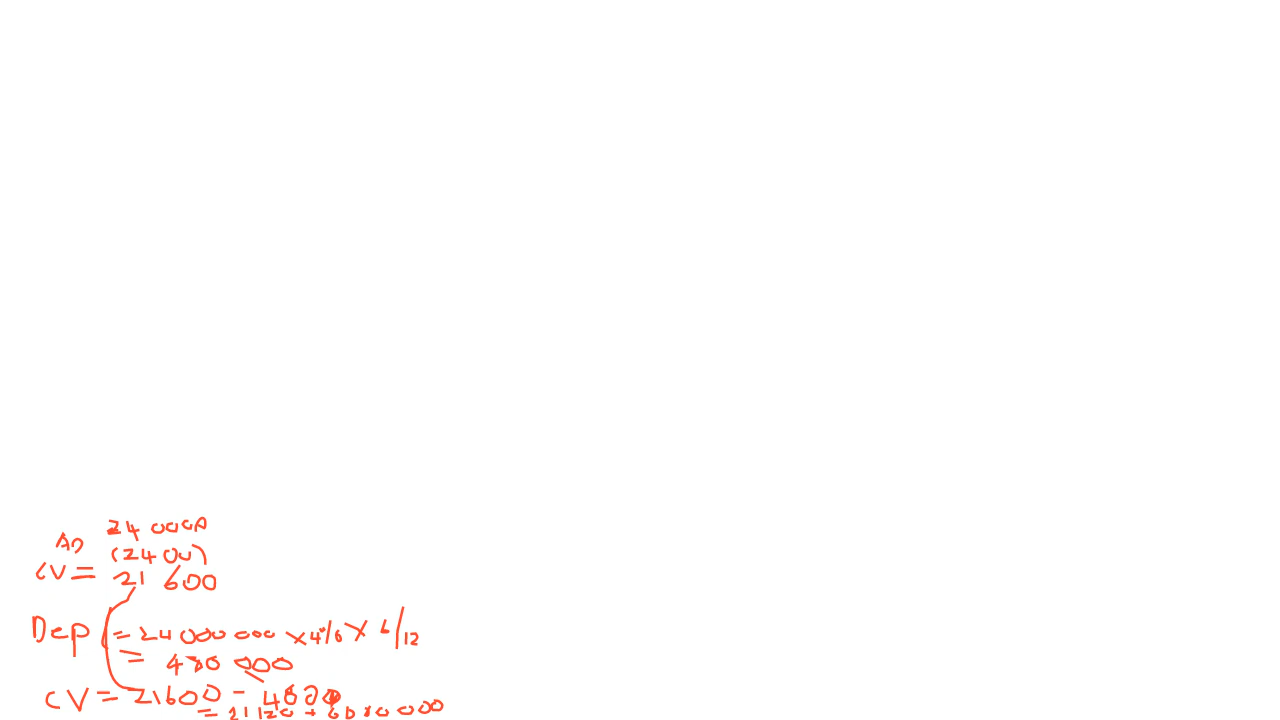 24 000
AD (2400)
CV = 21 600
Dep = 24 000 000 x 4% x 6/12
= 480 000
CV = 21600 - 480
= 21 120